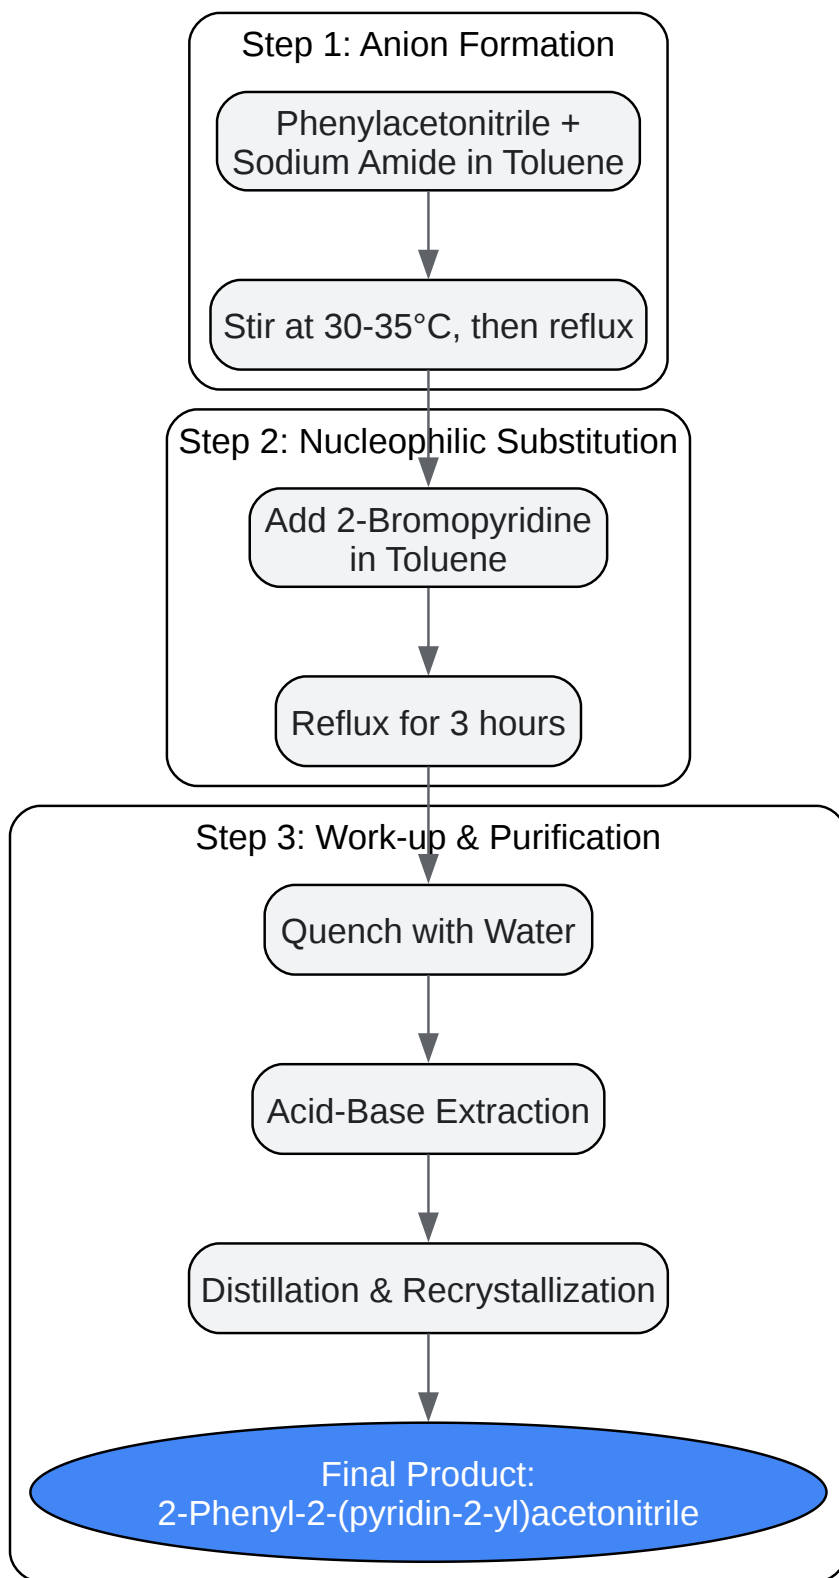 Step 1: Anion Formation
Phenylacetonitrile +
Sodium Amide in Toluene
Stir at 30-35°C, then reflux
Step 2: Nucleophilic Substitution
Add 2-Bromopyridine
in Toluene
Reflux for 3 hours
Step 3: Work-up & Purification
Quench with Water
Acid-Base Extraction
Distillation & Recrystallization
Final Product:
2-Phenyl-2-(pyridin-2-yl)acetonitrile